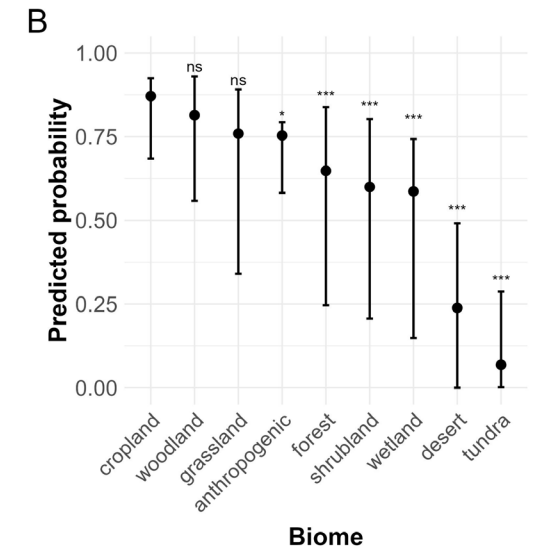 B
Predicted probability
1.00
0.75
0.50
0.25
0.00
ns
ns
*
***
***
***
***
***
cropland
woodland
grassland
anthropogenic
forest
shrubland
wetland
desert
tundra
Biome